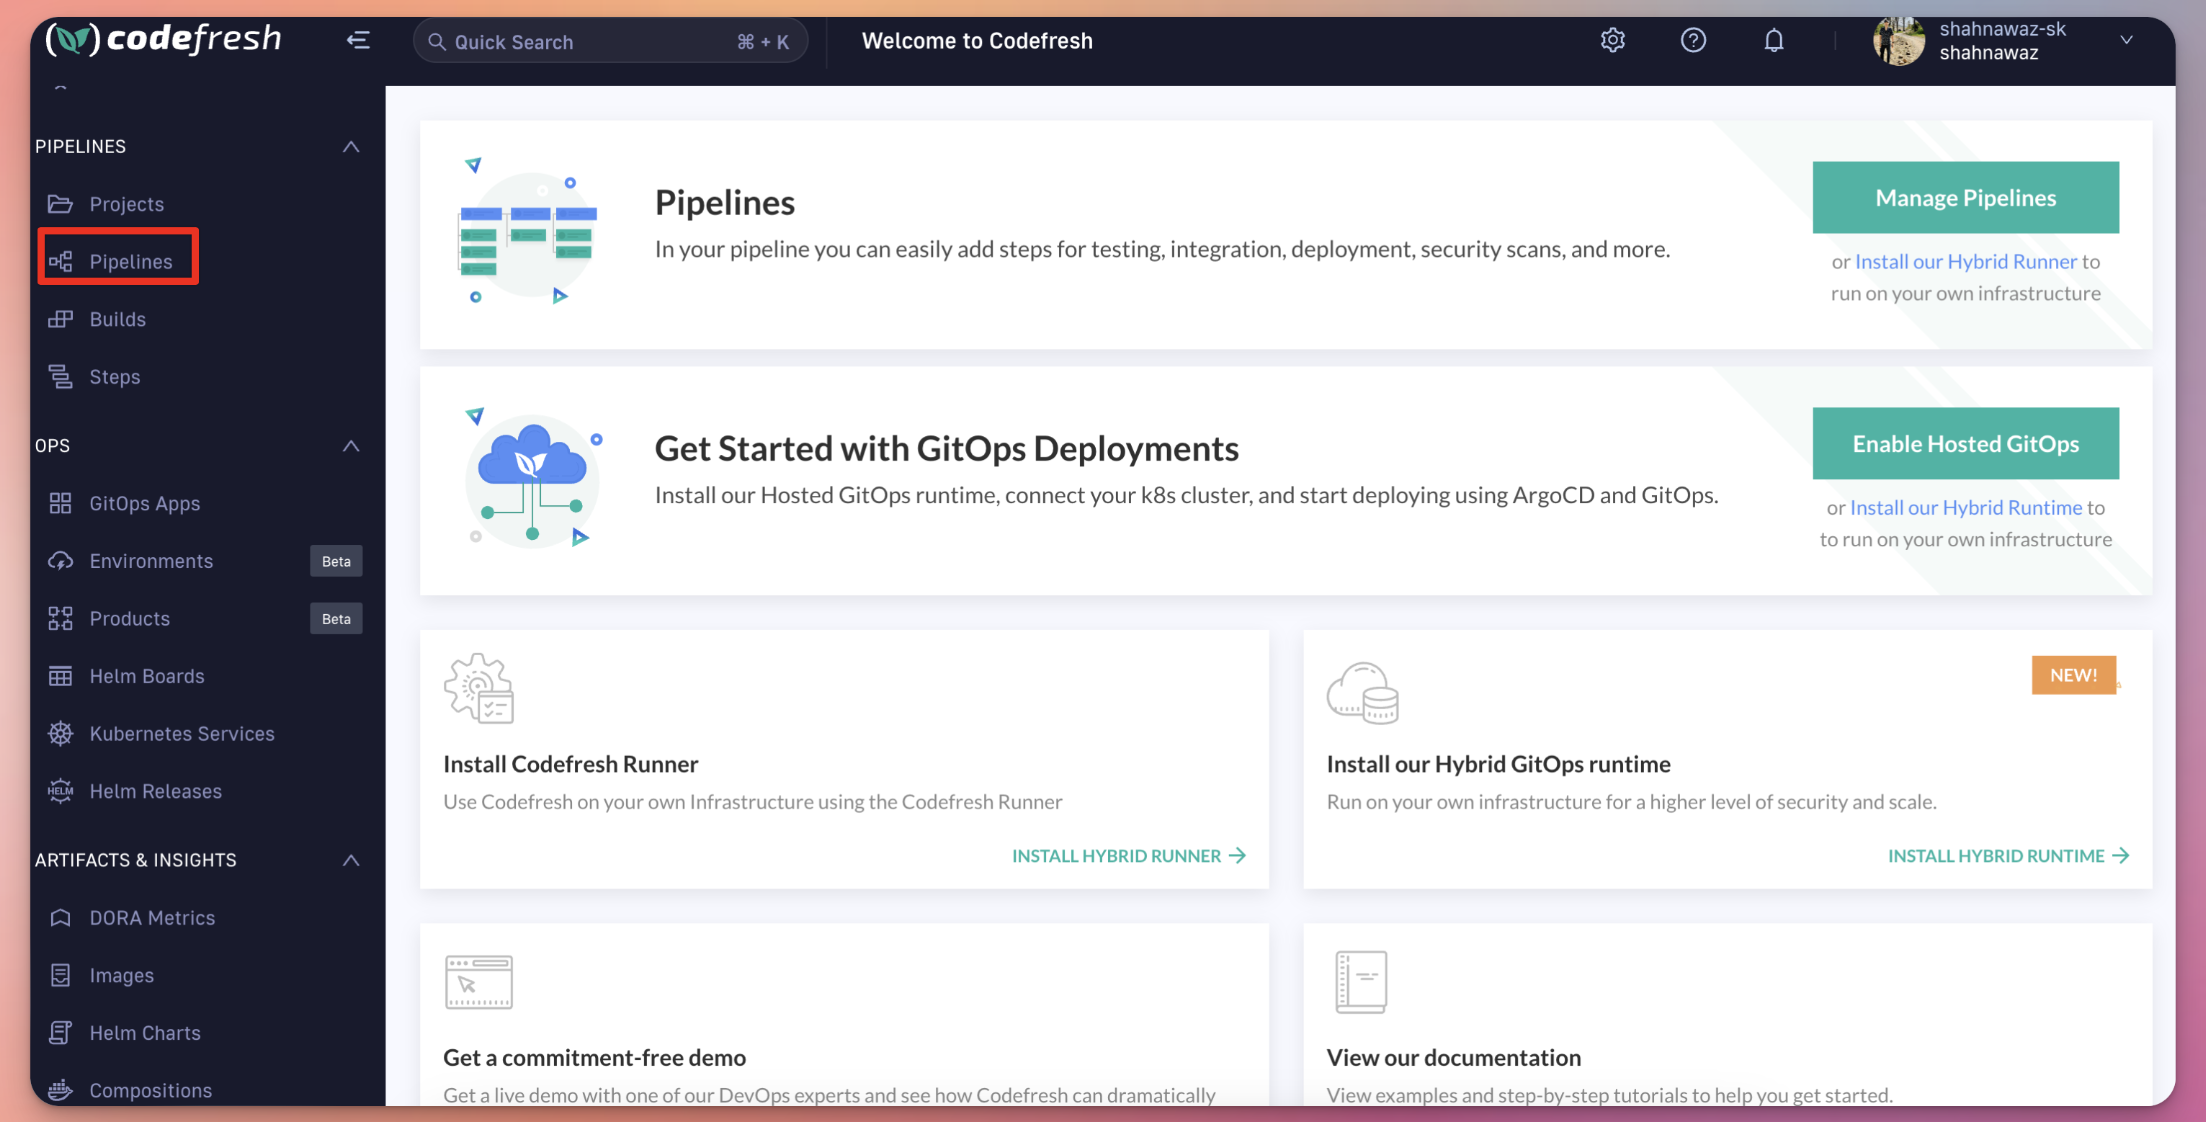 codefresh
Quick Search
⌘ + K
Welcome to Codefresh
shahnawaz-sk
shahnawaz
PIPELINES
Projects
Pipelines
Builds
Steps
OPS
GitOps Apps
Environments
Beta
Products
Beta
Helm Boards
Kubernetes Services
HELM
Helm Releases
ARTIFACTS & INSIGHTS
DORA Metrics
Images
Helm Charts
Compositions
Pipelines
In your pipeline you can easily add steps for testing, integration, deployment, security scans, and more.
Manage Pipelines
or Install our Hybrid Runner to
run on your own infrastructure
Get Started with GitOps Deployments
Install our Hosted GitOps runtime, connect your k8s cluster, and start deploying using ArgoCD and GitOps.
Enable Hosted GitOps
or Install our Hybrid Runtime to
to run on your own infrastructure
Install Codefresh Runner
Use Codefresh on your own Infrastructure using the Codefresh Runner
INSTALL HYBRID RUNNER
NEW!
Install our Hybrid GitOps runtime
Run on your own infrastructure for a higher level of security and scale.
INSTALL HYBRID RUNTIME
Get a commitment-free demo
Get a live demo with one of our DevOps experts and see how Codefresh can dramatically
View our documentation
View examples and step-by-step tutorials to help you get started.